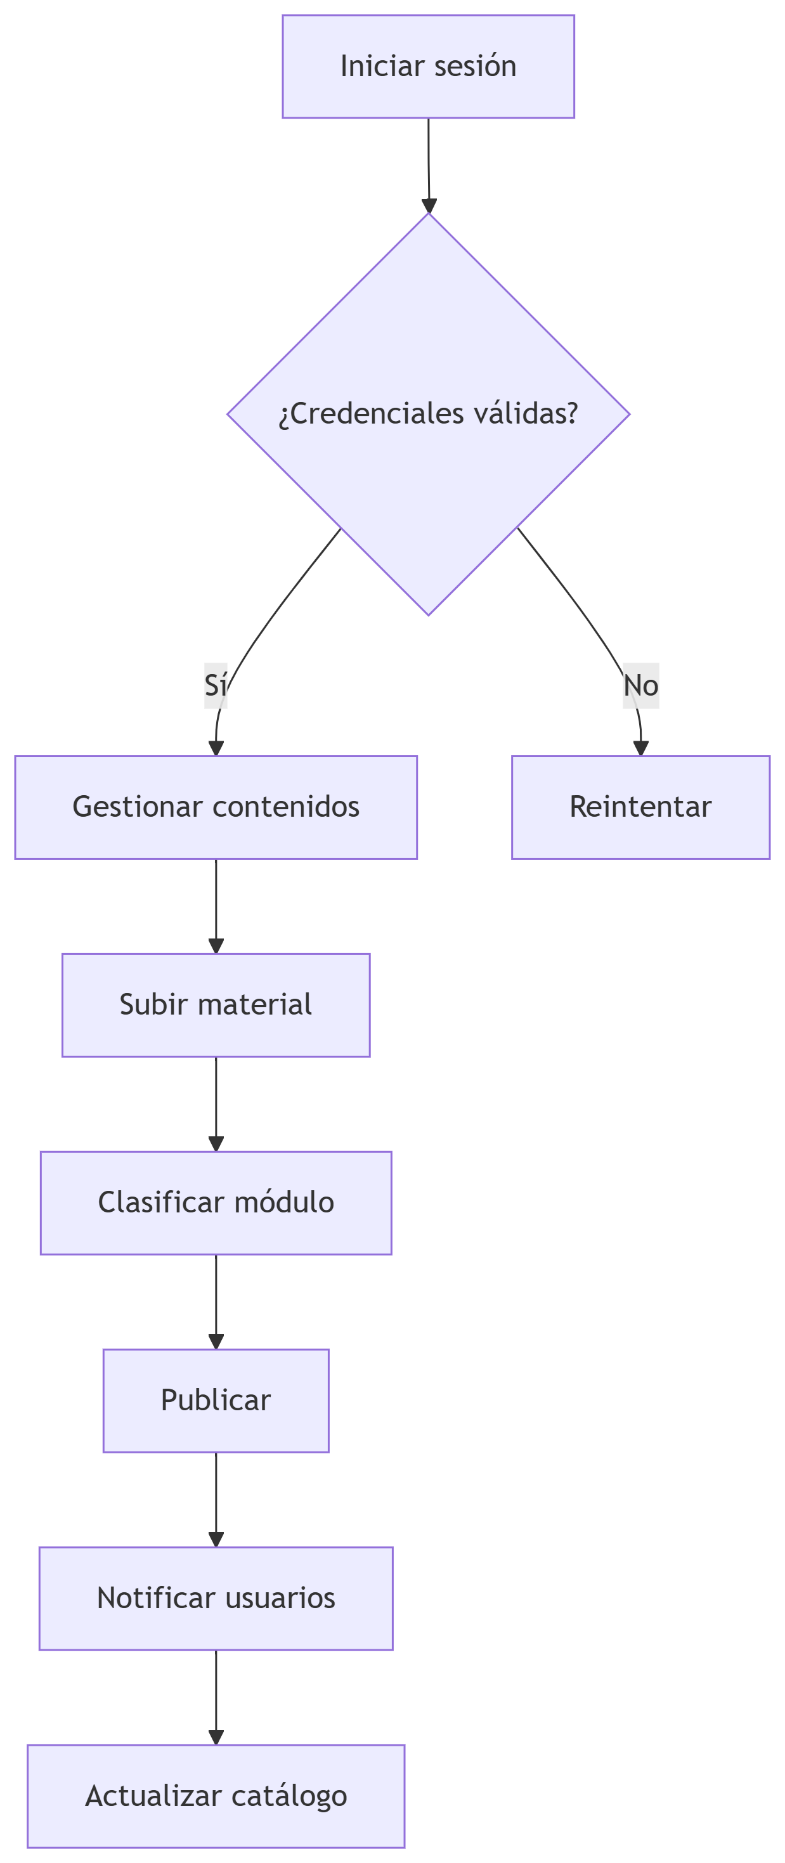 Iniciar sesión
¿Credenciales válidas?
Sí
No
Gestionar contenidos
Reintentar
Subir material
Clasificar módulo
Publicar
Notificar usuarios
Actualizar catálogo